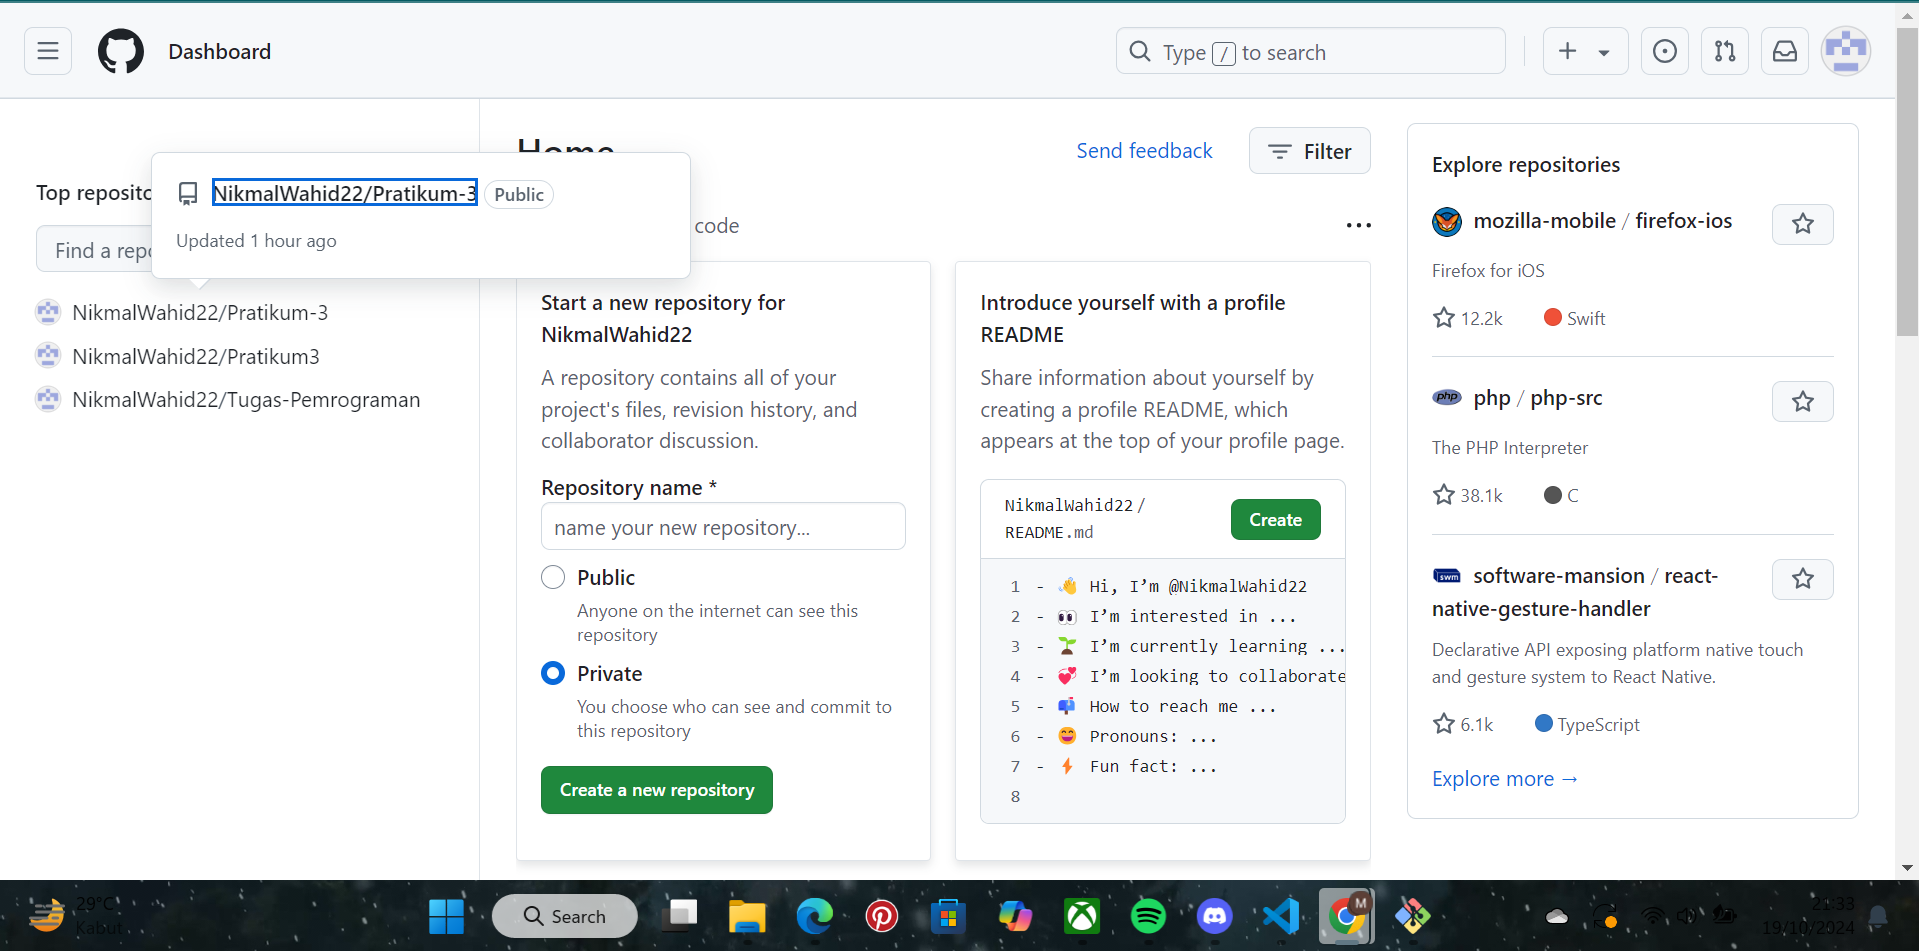 Dashboard
Type / to search
Home
Send feedback
Filter
Top reposito
Find a repo
NikmalWahid22/Pratikum-3 Public
Updated 1 hour ago
code
NikmalWahid22/Pratikum-3
NikmalWahid22/Pratikum3
NikmalWahid22/Tugas-Pemrograman
Start a new repository for
NikmalWahid22
A repository contains all of your
project's files, revision history, and
collaborator discussion.
Repository name *
name your new repository...
Public
Anyone on the internet can see this
repository
Private
You choose who can see and commit to
this repository
Create a new repository
Introduce yourself with a profile
README
Share information about yourself by
creating a profile README, which
appears at the top of your profile page.
NikmalWahid22 /
README.md
Create
1 - 👋 Hi, I’m @NikmalWahid22
2 - 👀 I’m interested in ...
3 - 🌱 I’m currently learning ...
4 - 💞️ I’m looking to collaborate
5 - 📫 How to reach me ...
6 - 😄 Pronouns: ...
7 - ⚡ Fun fact: ...
8
Explore repositories
mozilla-mobile / firefox-ios
Firefox for iOS
12.2k Swift
php
php / php-src
The PHP Interpreter
38.1k C
swm
software-mansion / react-
native-gesture-handler
Declarative API exposing platform native touch
and gesture system to React Native.
6.1k TypeScript
Explore more →
29°C
Kabut
Search
M
21:33
19/10/2024